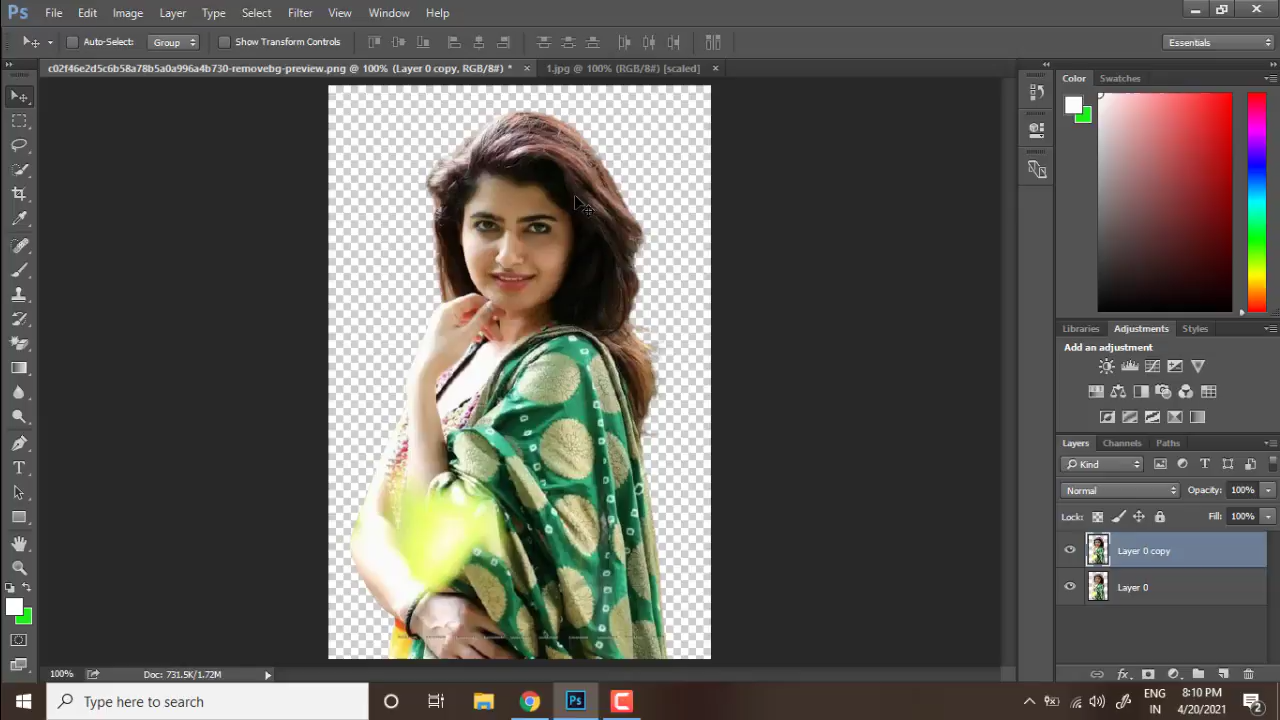 Ps File Edit Image Layer Type Select Filter View Window Help
Auto-Select: Group Show Transform Controls Essentials
c02f46e2d5c6b58a78b5a0a996a4b730-removebg-preview.png @ 100% (Layer 0 copy, RGB/8#) * × 1.jpg @ 100% (RGB/8#) [scaled] ×
Color Swatches
Libraries Adjustments Styles
Add an adjustment
Layers Channels Paths
Kind
Normal Opacity: 100%
Lock: Fill: 100%
Layer 0 copy
Layer 0
100% Doc: 731.5K/1.72M
Type here to search
Ps
ENG
IN
8:10 PM
4/20/2021
2